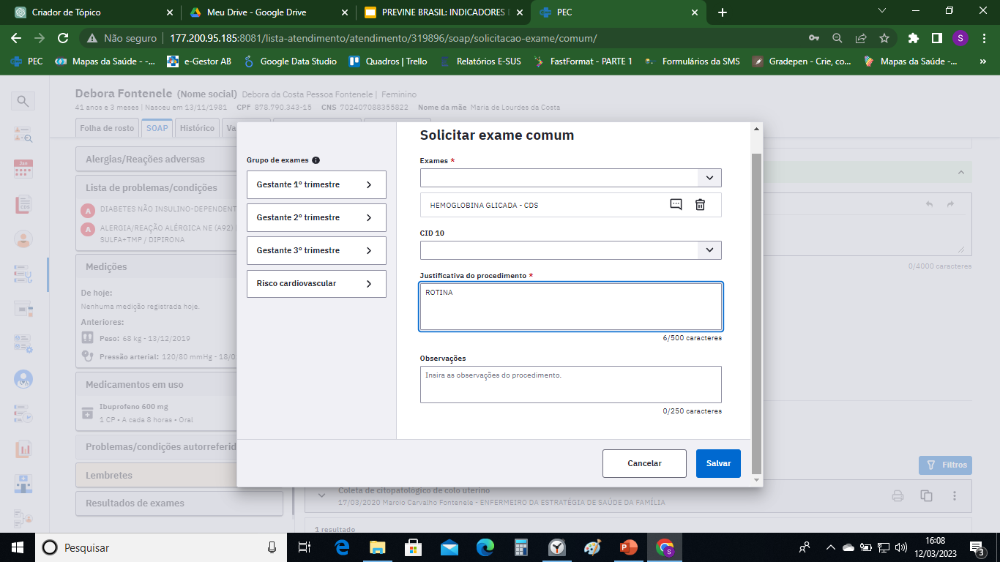 Criador de Tópico
Meu Drive - Google Drive
PREVINE BRASIL: INDICADORES
PEC
Não seguro
177.200.95.185:8081/lista-atendimento/atendimento/319896/soap/solicitacao-exame/comum/
S
PEC
Mapas da Saúde - -...
e-Gestor AB
Google Data Studio
Quadros | Trello
Relatórios E-SUS
FastFormat - PARTE 1
Formulários da SMS
Gradepen - Crie, co...
Mapas da Saúde -...
»
Debora Fontenele (Nome social) Debora da Costa Pessoa Fontenele | Feminino
41 anos e 3 meses | Nasceu em 13/11/1981 CPF 878.790.343-15 CNS 702407088355822 Nome da mãe Maria de Lourdes da Costa
Folha de rosto
SOAP
Histórico
Va
Alergias/Reações adversas
Lista de problemas/condições
A DIABETES NÃO INSULINO-DEPENDENT
A ALERGIA/REAÇÃO ALÉRGICA NE (A92)
SULFA+TMP / DIPIRONA
Medições
De hoje:
Nenhuma medição registrada hoje.
Anteriores:
Peso: 68 kg - 13/12/2019
Pressão arterial: 120/80 mmHg - 18/0
Medicamentos em uso
Ibuprofeno 600 mg
1 CP • A cada 8 horas • Oral
Problemas/condições autorreferid
Lembretes
Resultados de exames
Grupo de exames
Gestante 1º trimestre
Gestante 2º trimestre
Gestante 3º trimestre
Risco cardiovascular
Solicitar exame comum
Exames *
HEMOGLOBINA GLICADA - CDS
CID 10
Justificativa do procedimento *
ROTINA
6/500 caracteres
Observações
Insira as observações do procedimento.
0/250 caracteres
Cancelar
Salvar
0/4000 caracteres
Filtros
Coleta de citopatológico de colo uterino
17/03/2020 Marcio Carvalho Fontenele - ENFERMEIRO DA ESTRATÉGIA DE SAÚDE DA FAMÍLIA
1 resultado
Pesquisar
16:08
12/03/2023
3